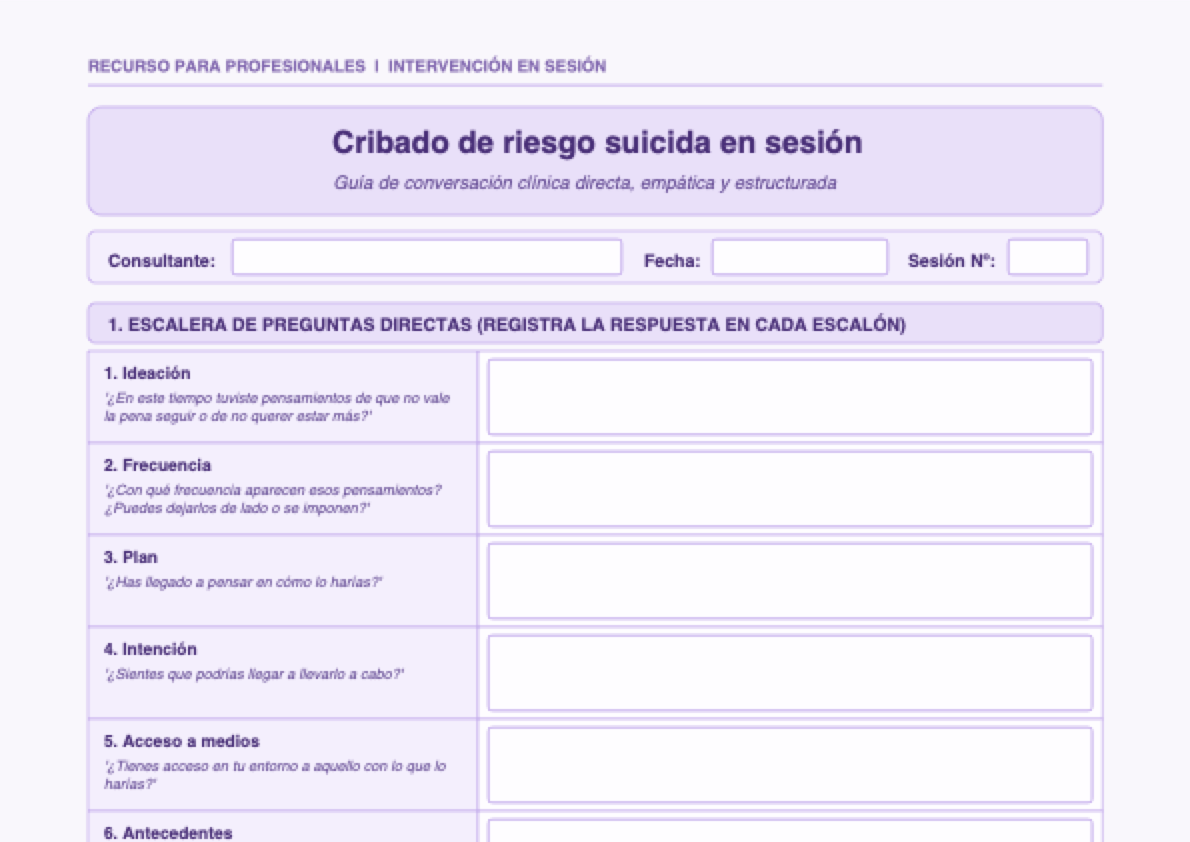 RECURSO PARA PROFESIONALES | INTERVENCIÓN EN SESIÓN
Cribado de riesgo suicida en sesión
Guía de conversación clínica directa, empática y estructurada
Consultante: Fecha: Sesión Nº:
1. ESCALERA DE PREGUNTAS DIRECTAS (REGISTRA LA RESPUESTA EN CADA ESCALÓN)
1. Ideación
'¿En este tiempo tuviste pensamientos de que no vale
la pena seguir o de no querer estar más?'
2. Frecuencia
'¿Con qué frecuencia aparecen esos pensamientos?
¿Puedes dejarlos de lado o se imponen?'
3. Plan
'¿Has llegado a pensar en cómo lo harías?'
4. Intención
'¿Sientes que podrías llegar a llevarlo a cabo?'
5. Acceso a medios
'¿Tienes acceso en tu entorno a aquello con lo que lo
harías?'
6. Antecedentes